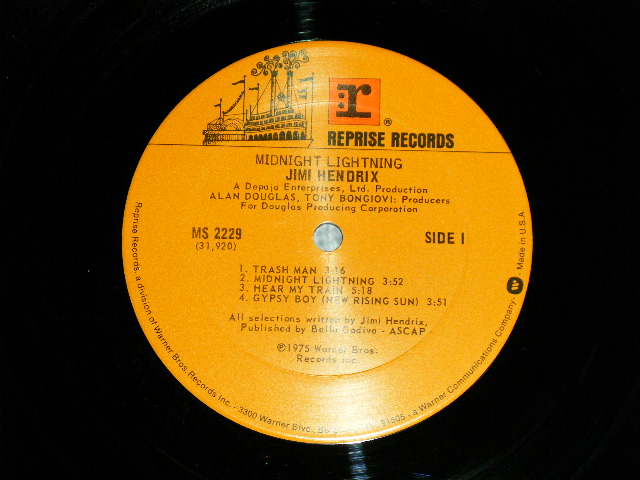 r
®
REPRISE RECORDS
MIDNIGHT LIGHTNING
JIMI HENDRIX
A Depaja Enterprises, Ltd. Production
ALAN DOUGLAS, TONY BONGIOVI: Producers
For Douglas Producing Corporation
MS 2229
(31,920)
SIDE 1
1. TRASH MAN 3:16
2. MIDNIGHT LIGHTNING 3:52
3. HEAR MY TRAIN 5:18
4. GYPSY BOY (NEW RISING SUN) 3:51
All selections written by Jimi Hendrix,
Published by Bella Godiva - ASCAP
℗1975 Warner Bros.
Records Inc.
Reprise Records, a division of Warner Bros. Records Inc. - 3300 Warner Blvd., 91505 - a Warner Communications Company - Made in U.S.A.